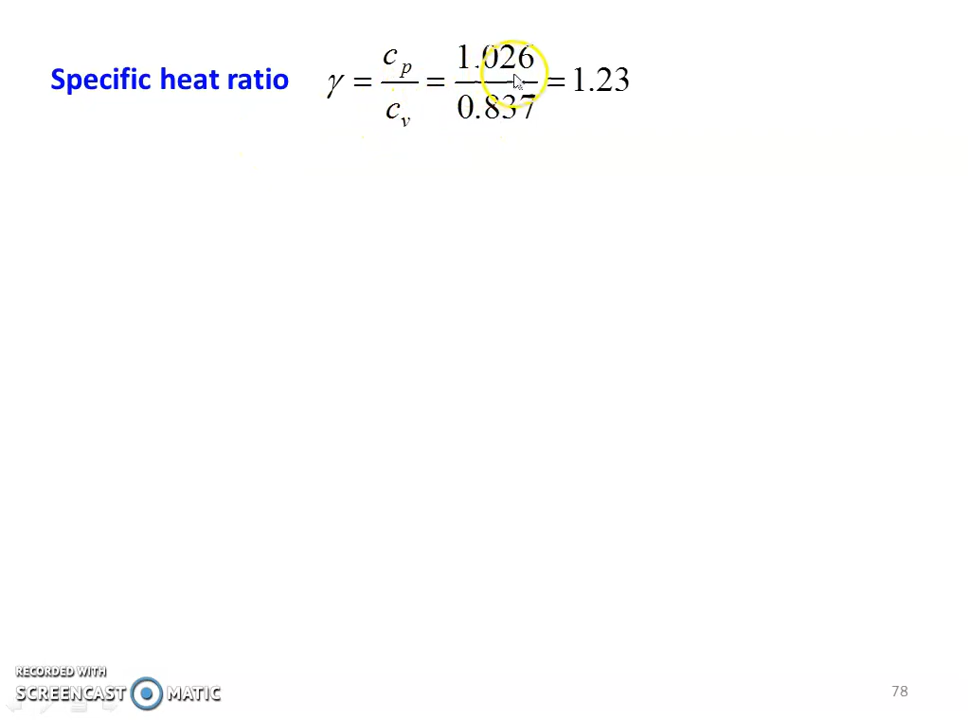 Specific heat ratio γ = c_p / c_v = 1.026 / 0.837 = 1.23
RECORDED WITH
SCREENCAST MATIC
78